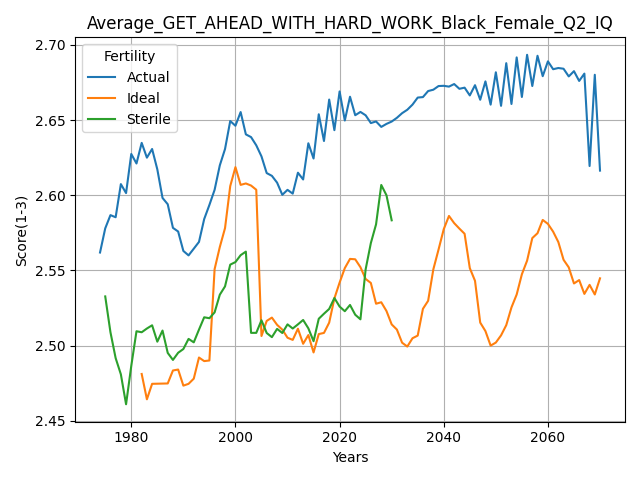 Average_GET_AHEAD_WITH_HARD_WORK_Black_Female_Q2_IQ
Fertility
Actual
Ideal
Sterile
Score(1-3)
2.70
2.65
2.60
2.55
2.50
2.45
1980
2000
2020
2040
2060
Years